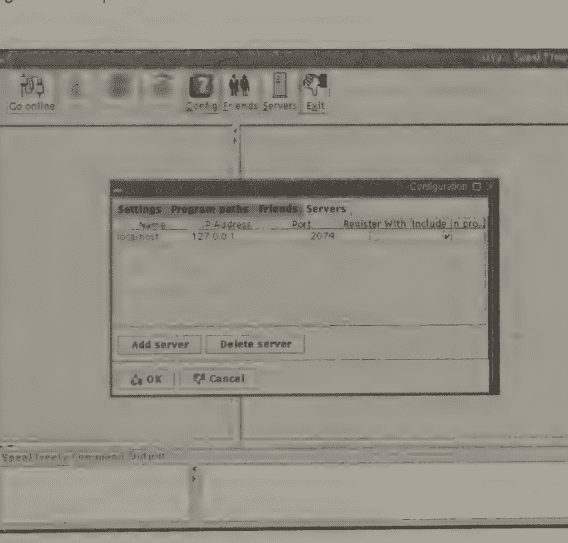 Go online Config Friends Servers Exit
Configuration
Settings Program paths Friends Servers
Name IP Address Port Register With Include in pro..
localhost 127.0.0.1 2074
Add server Delete server
OK Cancel
Speak Freely Command Output